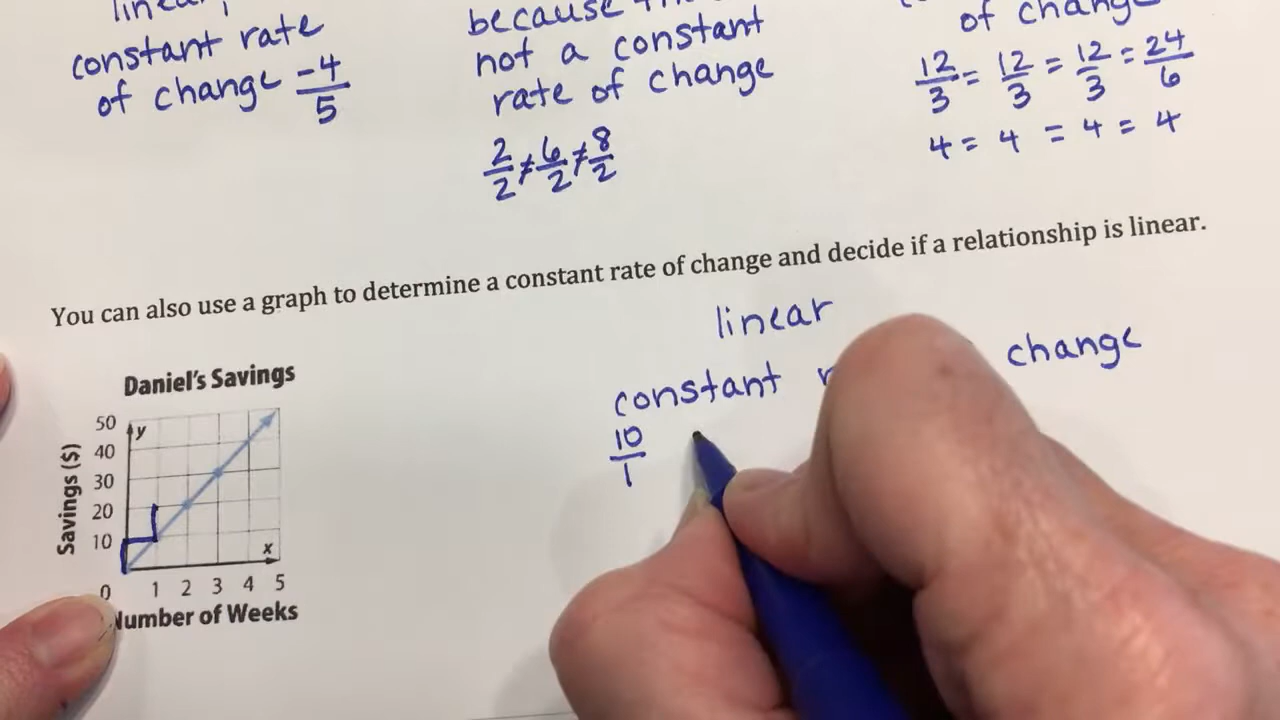 linear,
constant rate
of change -4/5
because
not a constant
rate of change
2/2 ≠ 6/2 ≠ 8/2
of change
12/3 = 12/3 = 12/3 = 24/6
4 = 4 = 4 = 4
You can also use a graph to determine a constant rate of change and decide if a relationship is linear.
linear
constant change
10/1
Daniel's Savings
Savings ($)
50
40
30
20
10
0
y
x
1 2 3 4 5
Number of Weeks